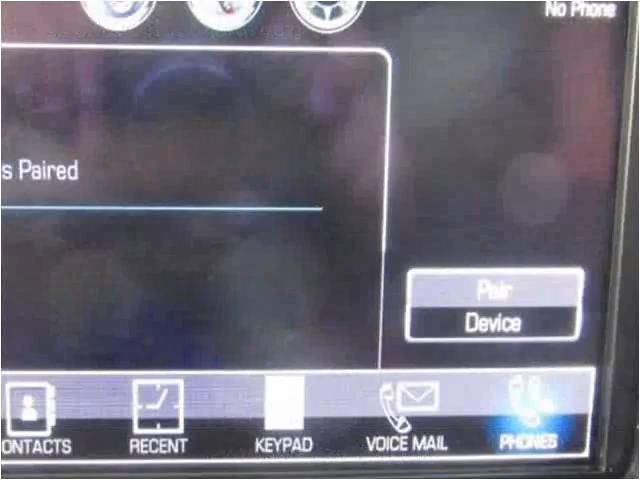 No Phone
s Paired
Pair
Device
ONTACTS
RECENT
KEYPAD
VOICE MAIL
PHONES